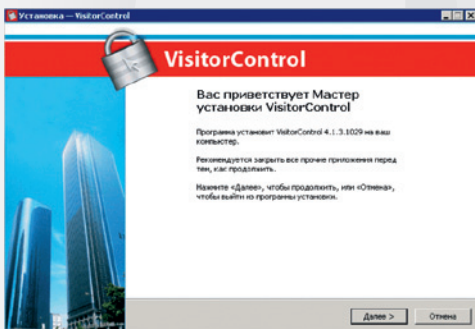 Установка — VisitorControl
VisitorControl
Вас приветствует Мастер
установки VisitorControl
Программа установит VisitorControl 4.1.3.1029 на ваш
компьютер.
Рекомендуется закрыть все прочие приложения перед
тем, как продолжить.
Нажмите «Далее», чтобы продолжить, или «Отмена»,
чтобы выйти из программы установки.
Далее >
Отмена